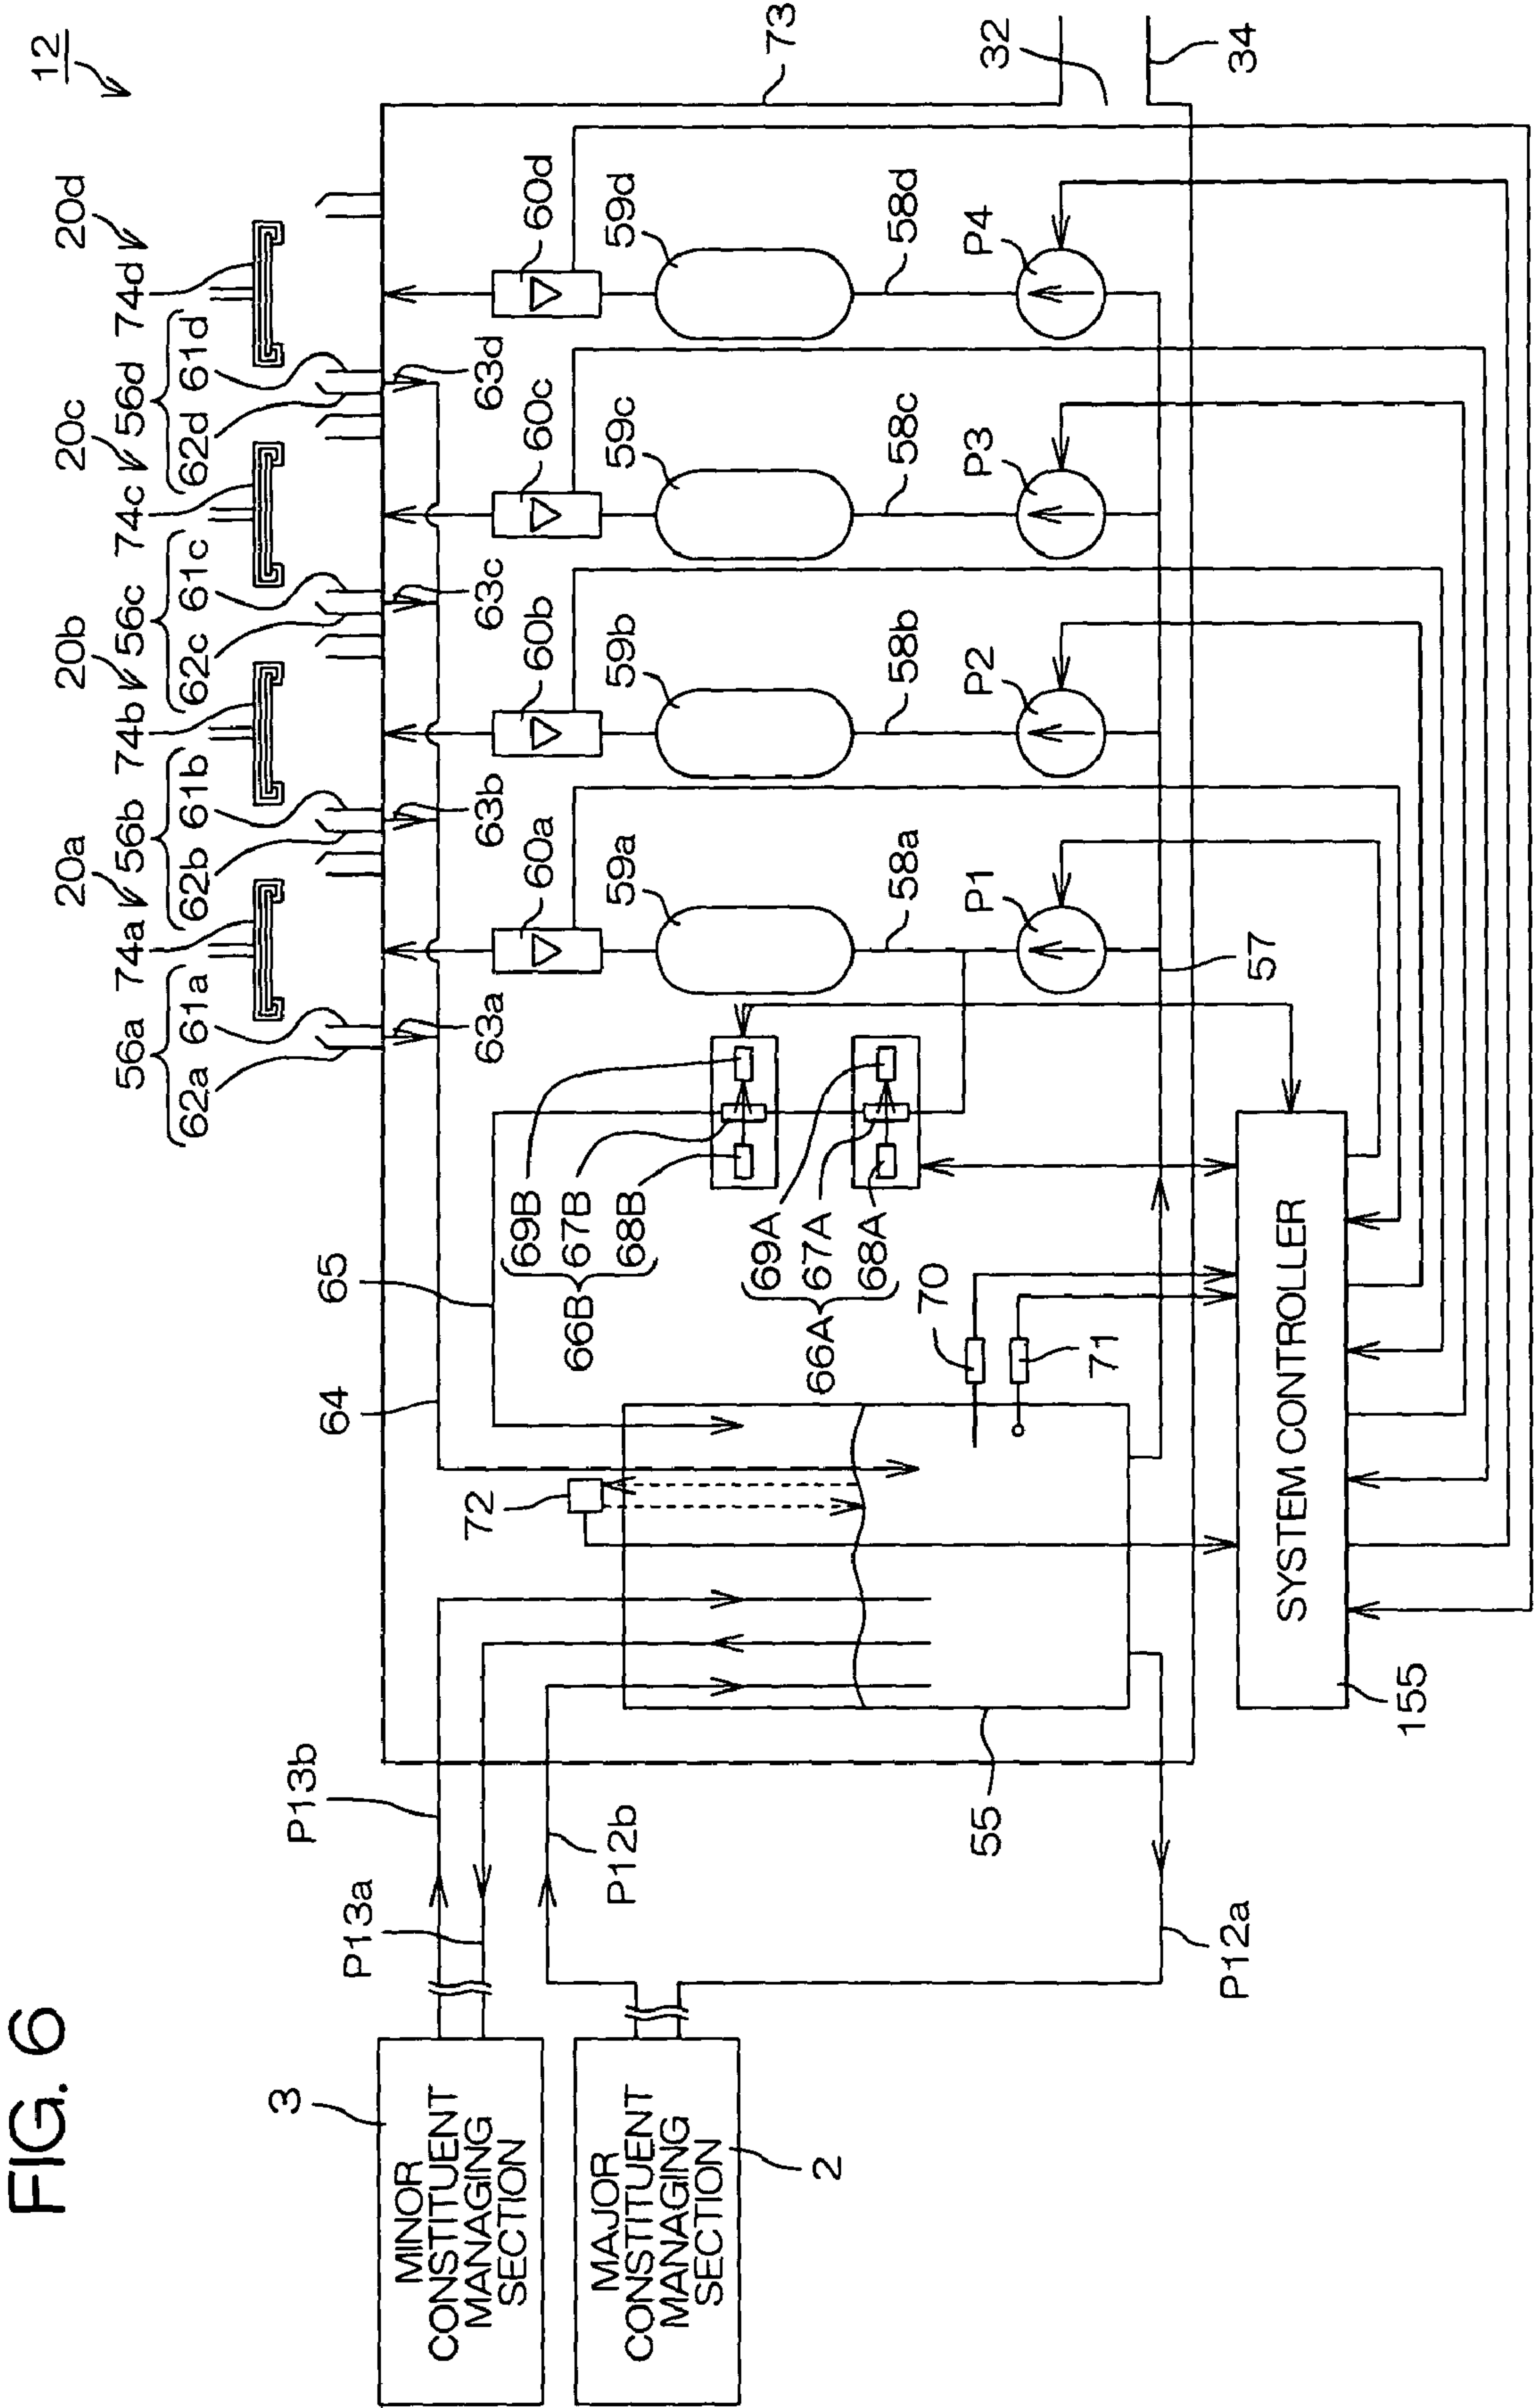 FIG. 6
12
20a
20b
20c
20d
56a
74a
56b
74b
56c
74c
56d
74d
62a
61a
62b
61b
62c
61c
62d
61d
63a
63b
63c
63d
73
32
34
64
65
60a
60b
60c
60d
59a
59b
59c
59d
58a
58b
58c
58d
P1
P2
P3
P4
57
69B
67B
68B
66B
69A
67A
68A
66A
70
71
72
55
P13b
P13a
P12b
P12a
3
MINOR
CONSTITUENT
MANAGING
SECTION
MAJOR
CONSTITUENT
MANAGING
SECTION
2
SYSTEM CONTROLLER
155